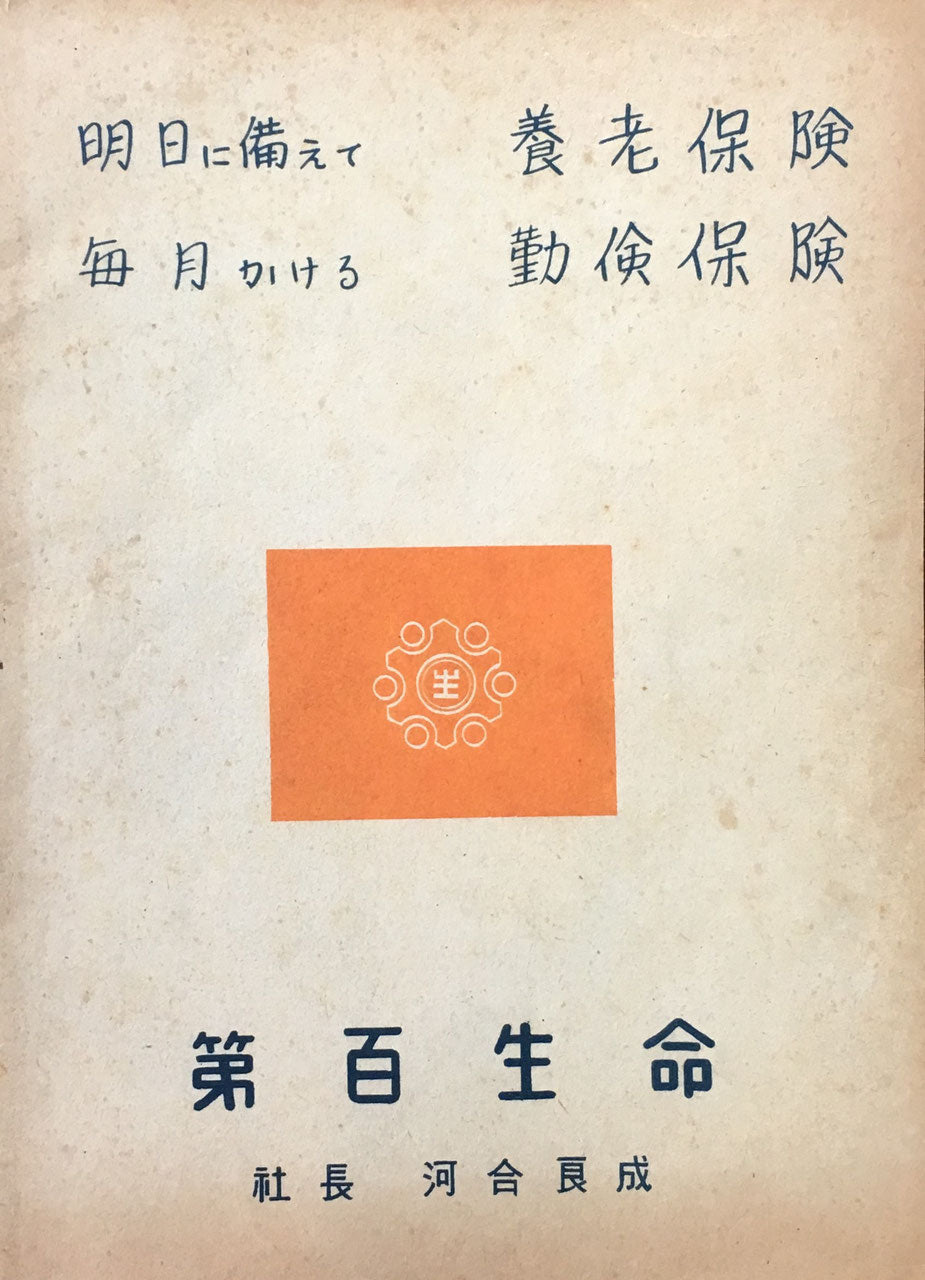 明日に備えて 養老保険
毎月かける 勤倹保険
生
第百生命
社長 河合良成